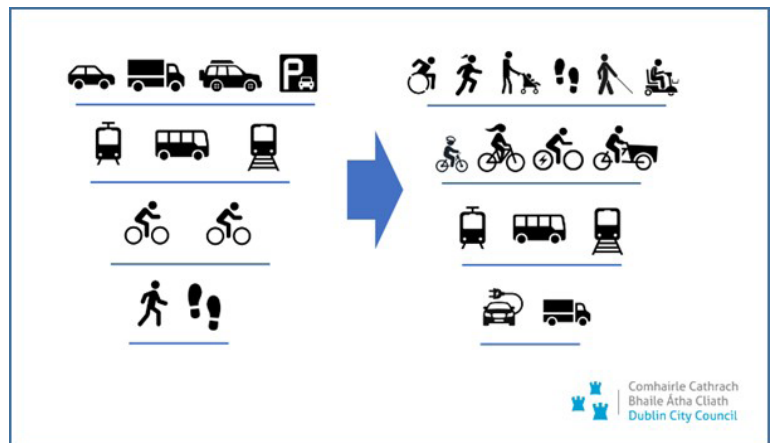 P
Comhairle Cathrach
Bhaile Átha Cliath
Dublin City Council